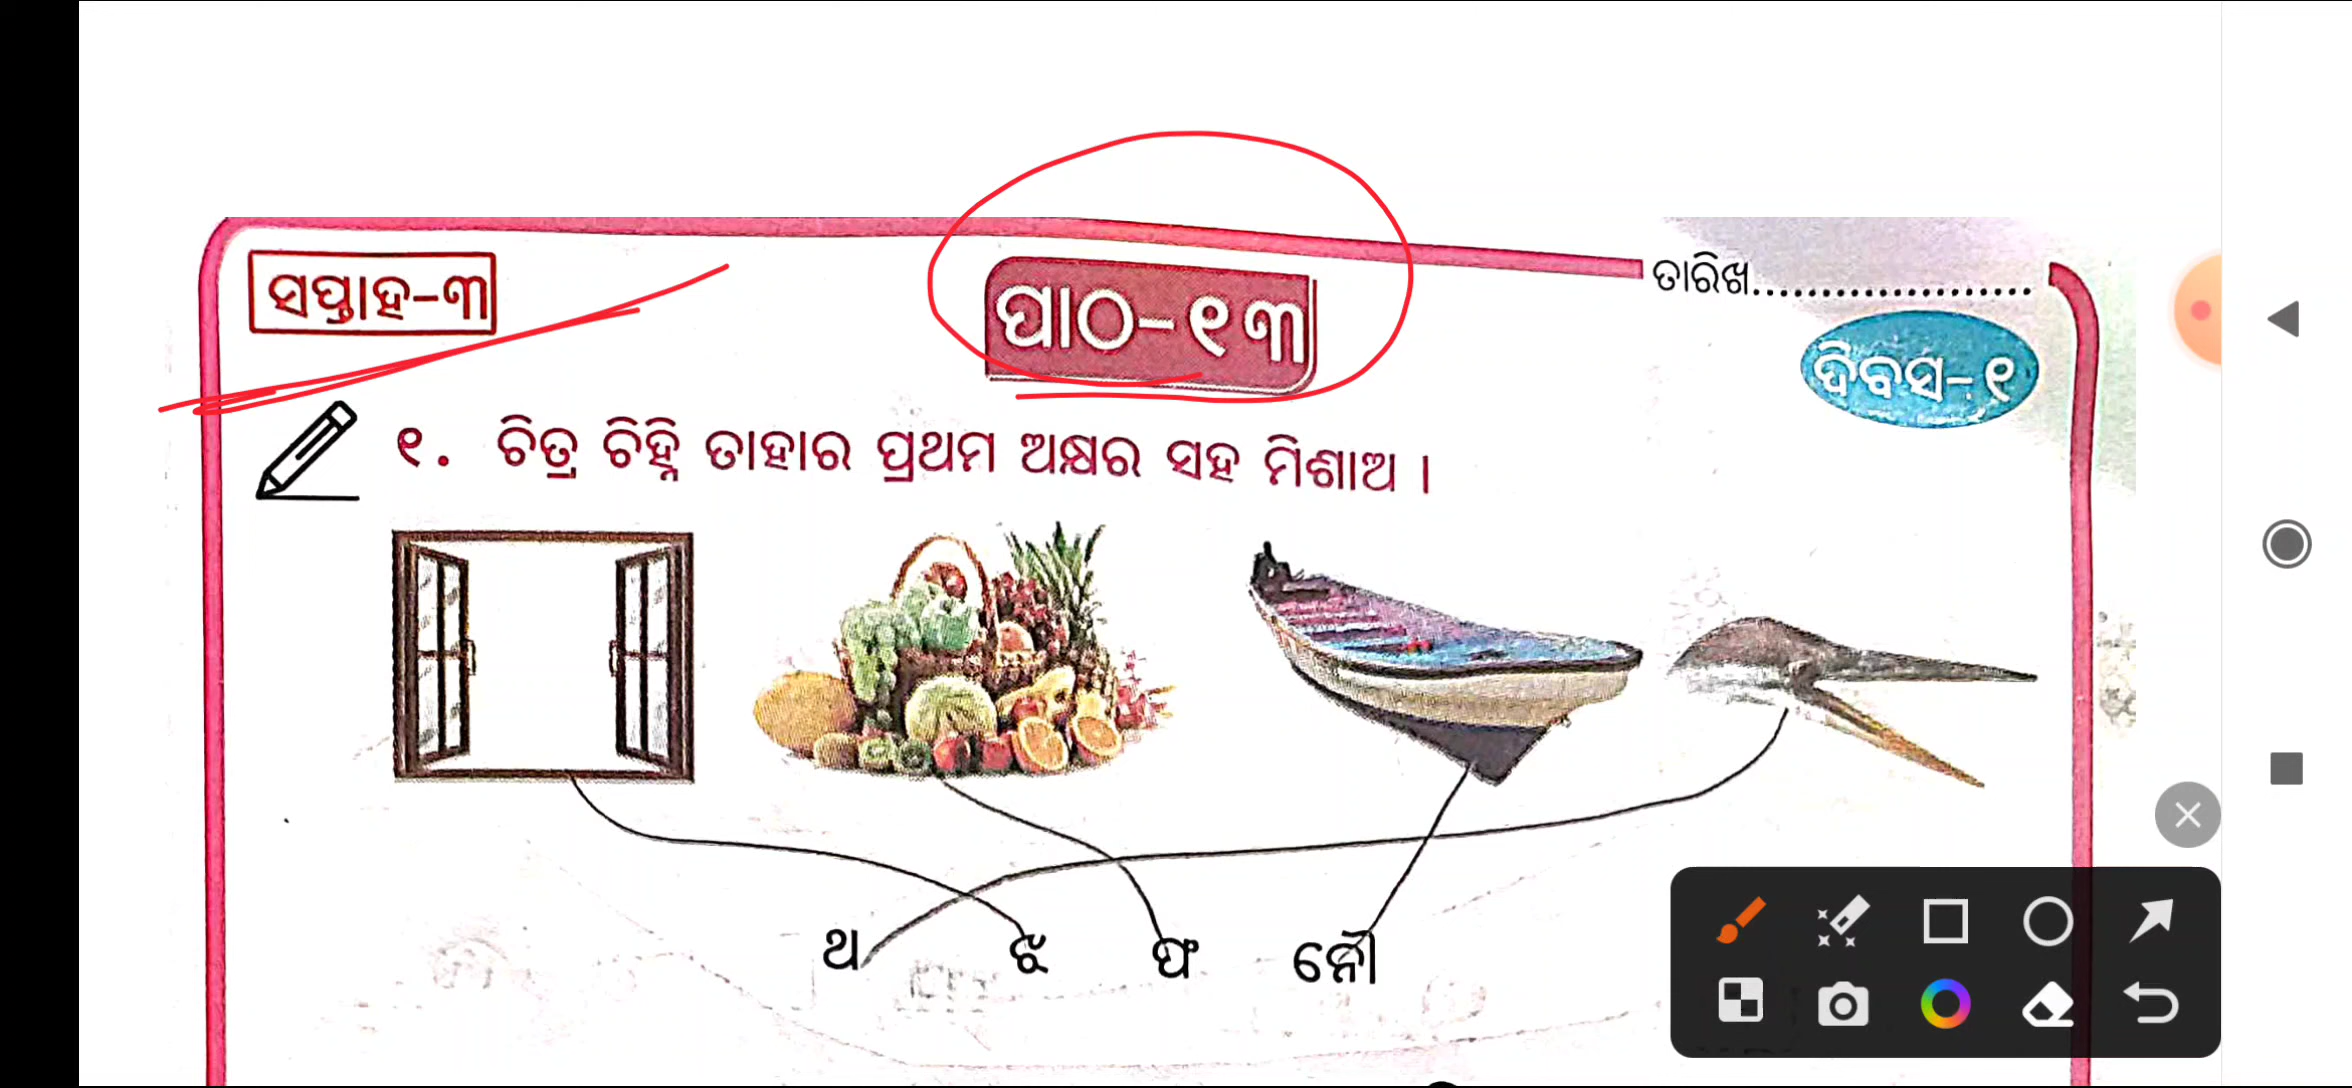 ସପ୍ତାହ-୩
ପାଠ-୧୩
ତାରିଖ....................
ଦିବସ-୧
୧. ଚିତ୍ର ଚିହ୍ନି ତାହାର ପ୍ରଥମ ଅକ୍ଷର ସହ ମିଶାଅ ।
ଥ ଝ ଫ ନୌ